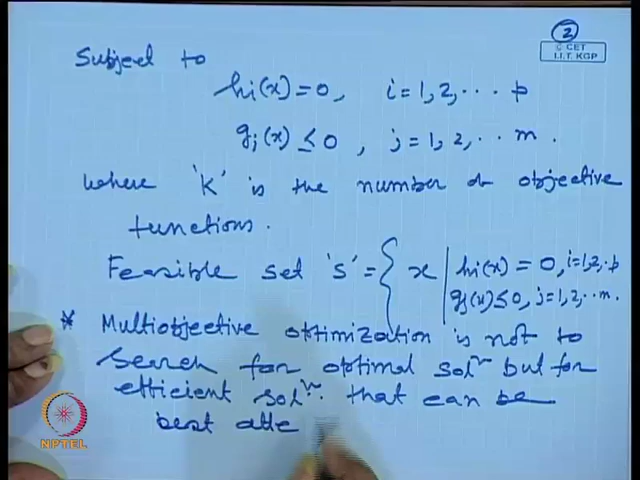 2
© CET
I.I.T. KGP
Subject to
hi(x) = 0, i = 1, 2, ... p
gj(x) ≤ 0, j = 1, 2, .. m.
where 'K' is the number of objective
functions.
Feasible set 's' = { x | hi(x) = 0, i=1,2,..p
gj(x) ≤ 0, j=1,2,..m.
* Multiobjective optimization is not to
Search for optimal solⁿ but for
efficient solⁿ. that can be
best atte
NPTEL